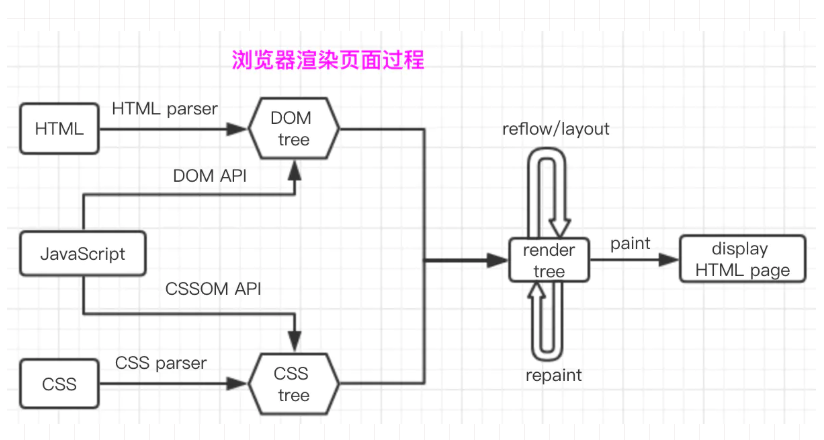 浏览器渲染页面过程
HTML
HTML parser
DOM
tree
DOM API
JavaScript
CSSOM API
CSS
CSS parser
CSS
tree
reflow/layout
render
tree
repaint
paint
display
HTML page